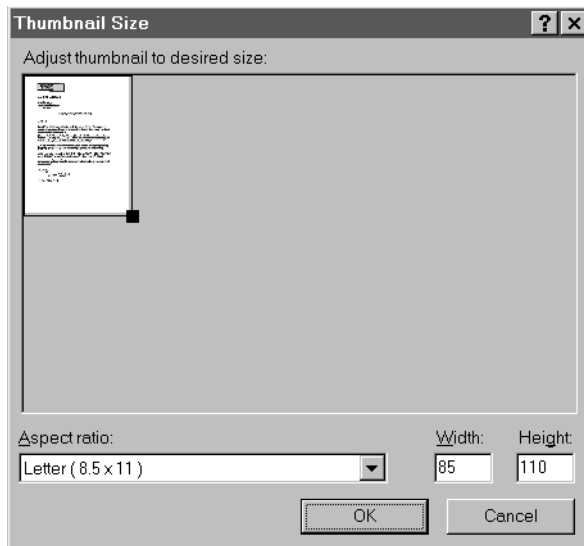 Thumbnail Size
Adjust thumbnail to desired size:
Aspect ratio:
Width:
Height:
Letter ( 8.5 x 11 )
85
110
OK
Cancel